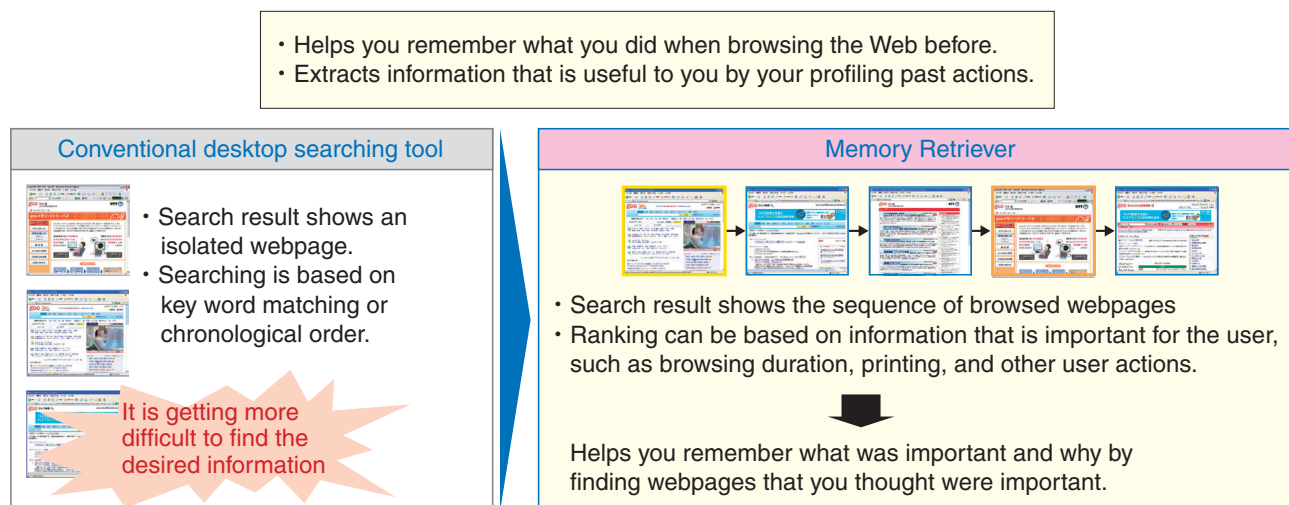 ・Helps you remember what you did when browsing the Web before.
・Extracts information that is useful to you by your profiling past actions.
Conventional desktop searching tool
・Search result shows an
isolated webpage.
・Searching is based on
key word matching or
chronological order.
It is getting more
difficult to find the
desired information
Memory Retriever
・Search result shows the sequence of browsed webpages
・Ranking can be based on information that is important for the user,
such as browsing duration, printing, and other user actions.
Helps you remember what was important and why by
finding webpages that you thought were important.